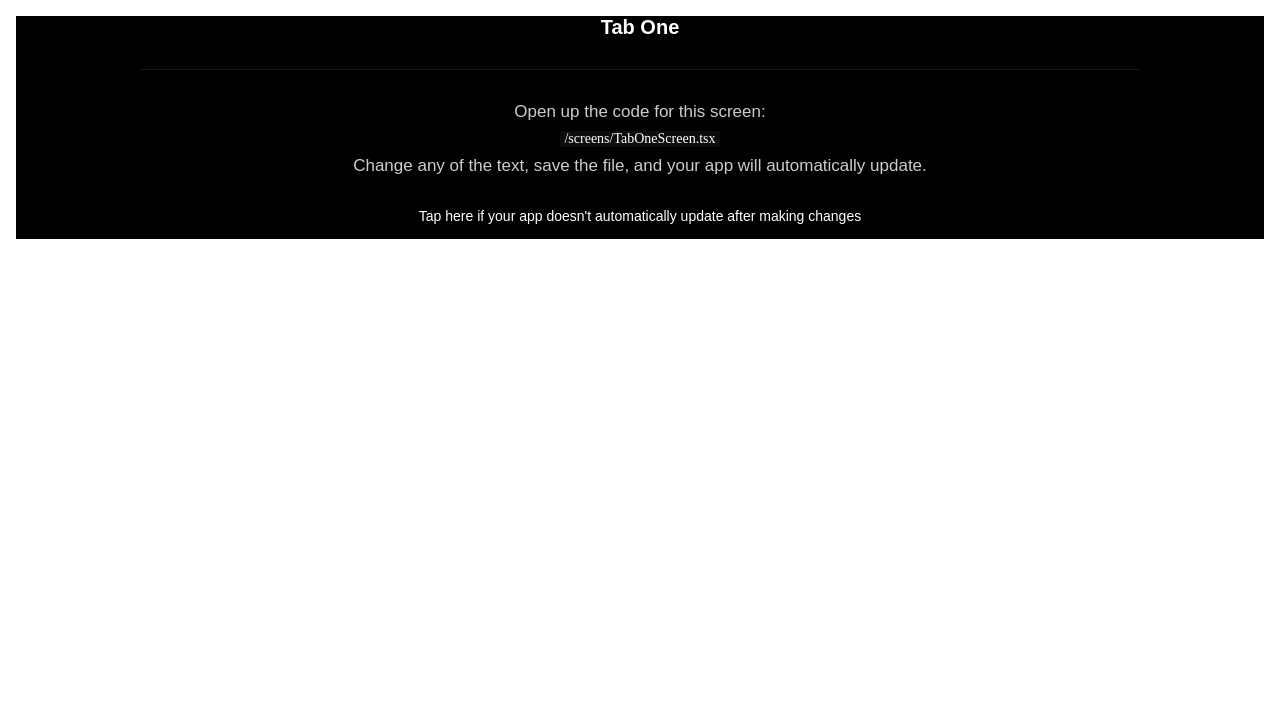 Tab One
Open up the code for this screen:
/screens/TabOneScreen.tsx
Change any of the text, save the file, and your app will automatically update.
Tap here if your app doesn't automatically update after making changes